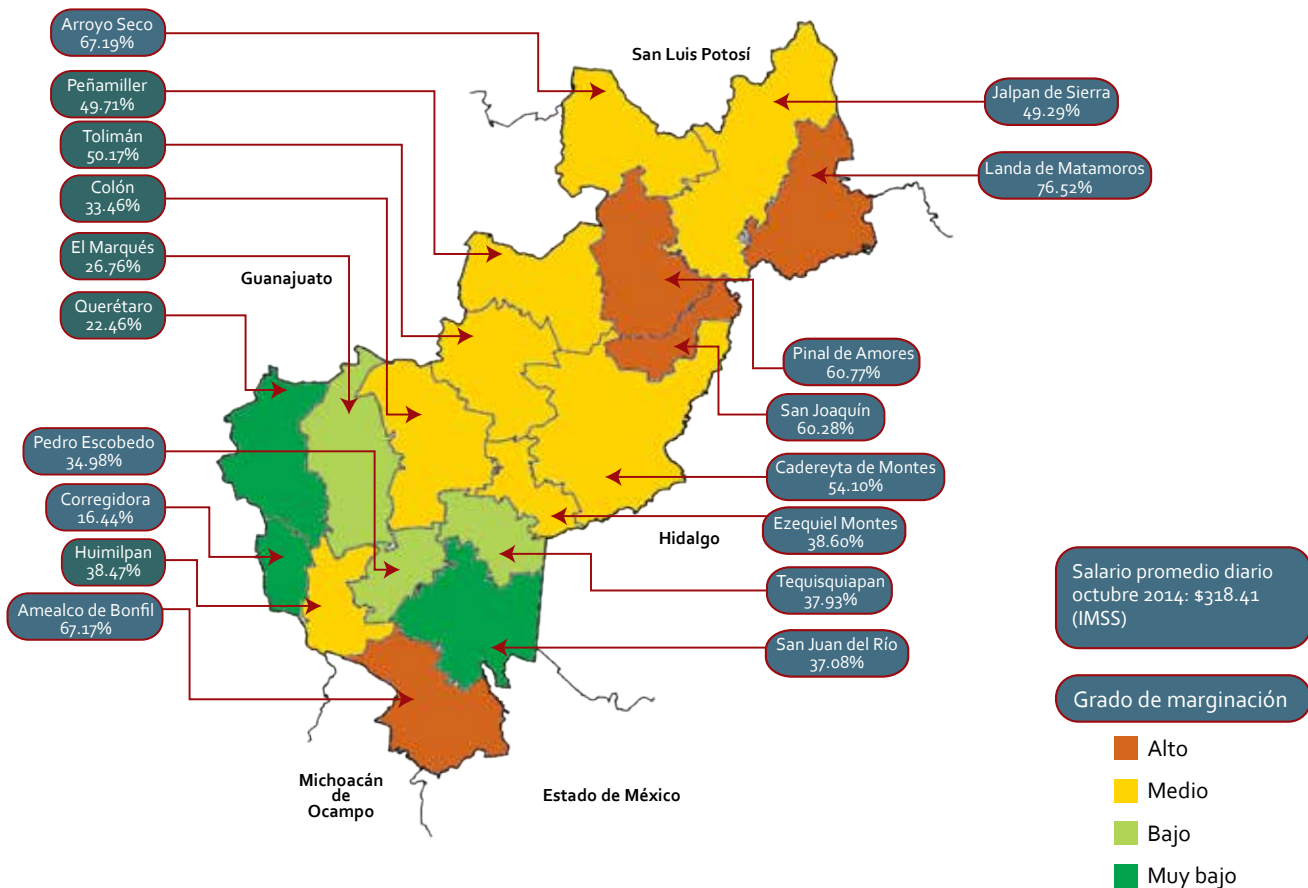 Arroyo Seco
67.19%
Peñamiller
49.71%
Tolimán
50.17%
Colón
33.46%
El Marqués
26.76%
Querétaro
22.46%
Pedro Escobedo
34.98%
Corregidora
16.44%
Huimilpan
38.47%
Amealco de Bonfil
67.17%
San Luis Potosí
Guanajuato
Hidalgo
Michoacán
de
Ocampo
Estado de México
Jalpan de Sierra
49.29%
Landa de Matamoros
76.52%
Pinal de Amores
60.77%
San Joaquín
60.28%
Cadereyta de Montes
54.10%
Ezequiel Montes
38.60%
Tequisquiapan
37.93%
San Juan del Río
37.08%
Salario promedio diario
octubre 2014: $318.41
(IMSS)
Grado de marginación
Alto
Medio
Bajo
Muy bajo